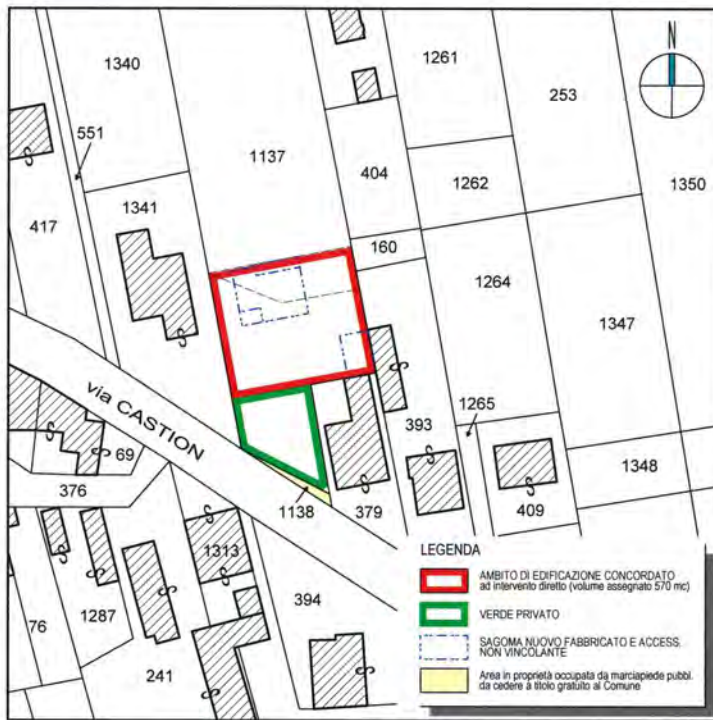 N
1340
1261
253
551
1137
404
1262
1350
417
1341
160
1264
1347
via CASTION
1265
393
69
1348
376
1138
379
409
1313
394
1287
76
241
LEGENDA
AMBITO DI EDIFICAZIONE CONCORDATO
ad intervento diretto (volume assegnato 570 mc)
VERDE PRIVATO
SAGOMA NUOVO FABBRICATO E ACCESS.
NON VINCOLANTE
Area in proprietà occupata da marciapiede pubbl.
da cedere a titolo gratuito al Comune